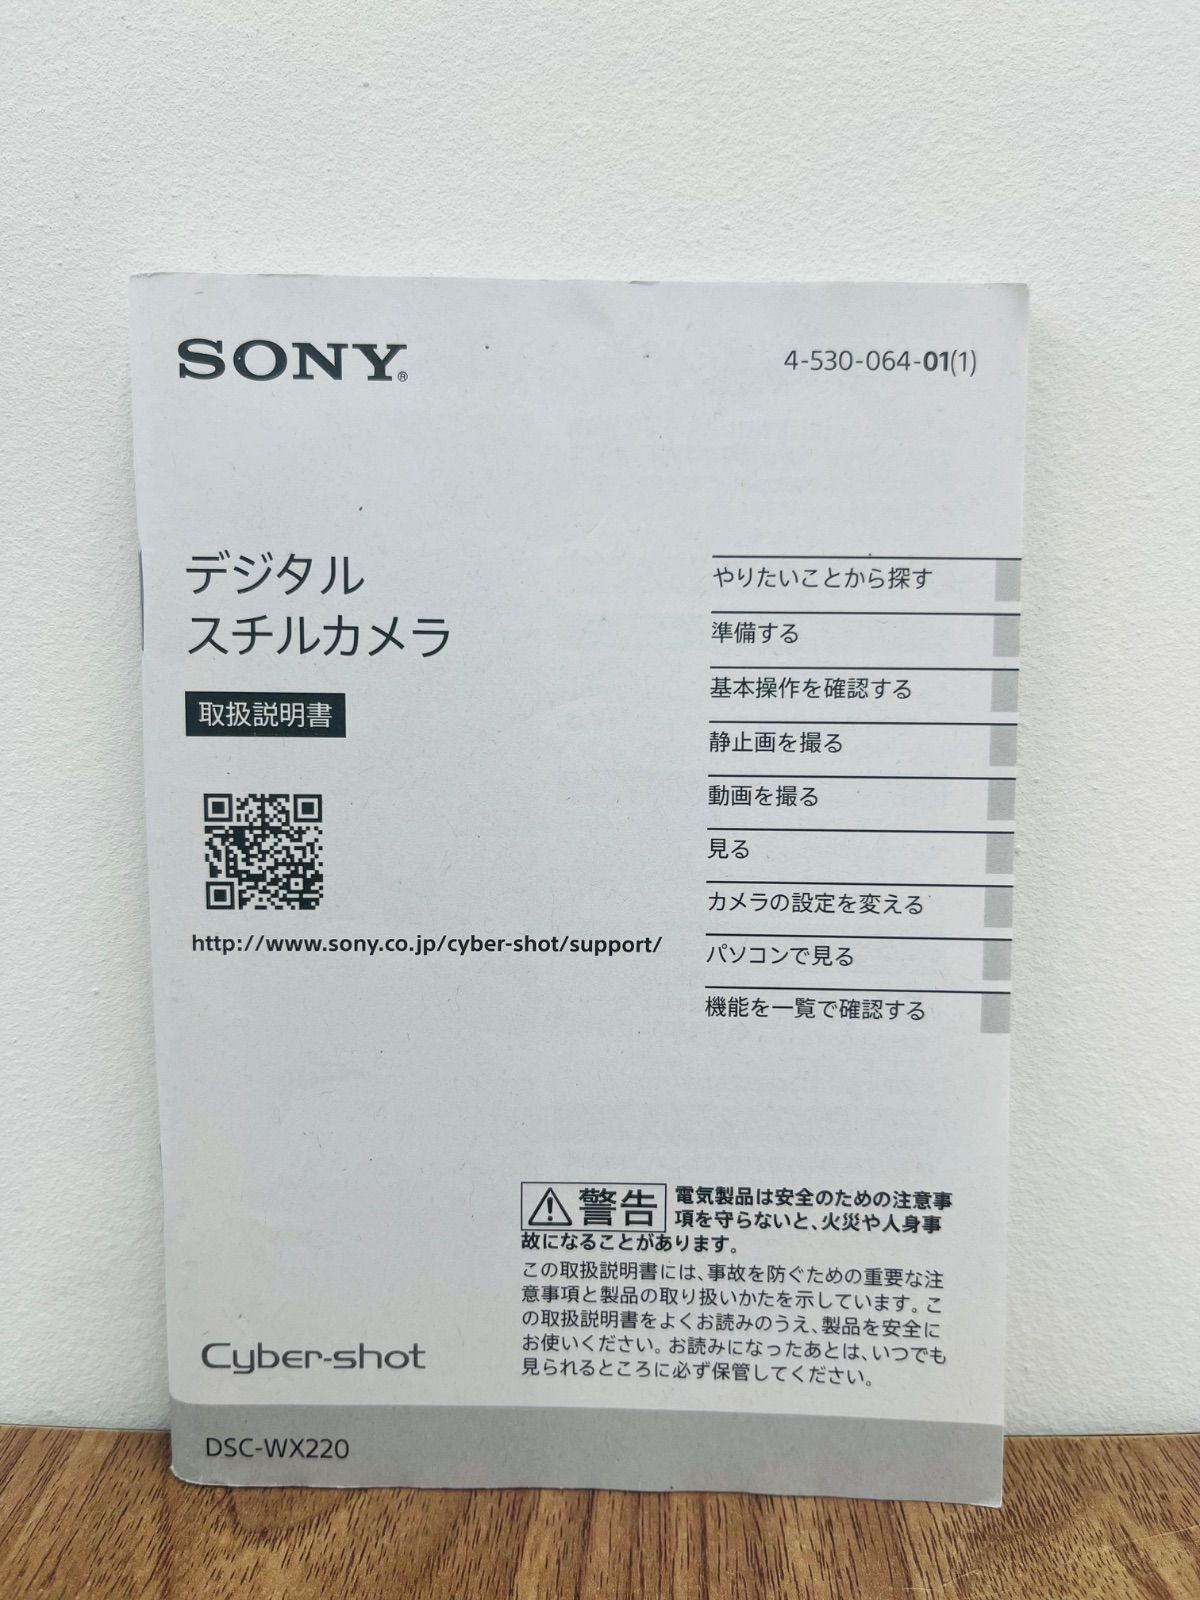 SONY®
4-530-064-01(1)
デジタル
スチルカメラ
取扱説明書
http://www.sony.co.jp/cyber-shot/support/
やりたいことから探す
準備する
基本操作を確認する
静止画を撮る
動画を撮る
見る
カメラの設定を変える
パソコンで見る
機能を一覧で確認する
警告 電気製品は安全のための注意事
項を守らないと、火災や人身事
故になることがあります。
この取扱説明書には、事故を防ぐための重要な注
意事項と製品の取り扱いかたを示しています。こ
の取扱説明書をよくお読みのうえ、製品を安全に
お使いください。お読みになったあとは、いつでも
見られるところに必ず保管してください。
Cyber-shot
DSC-WX220